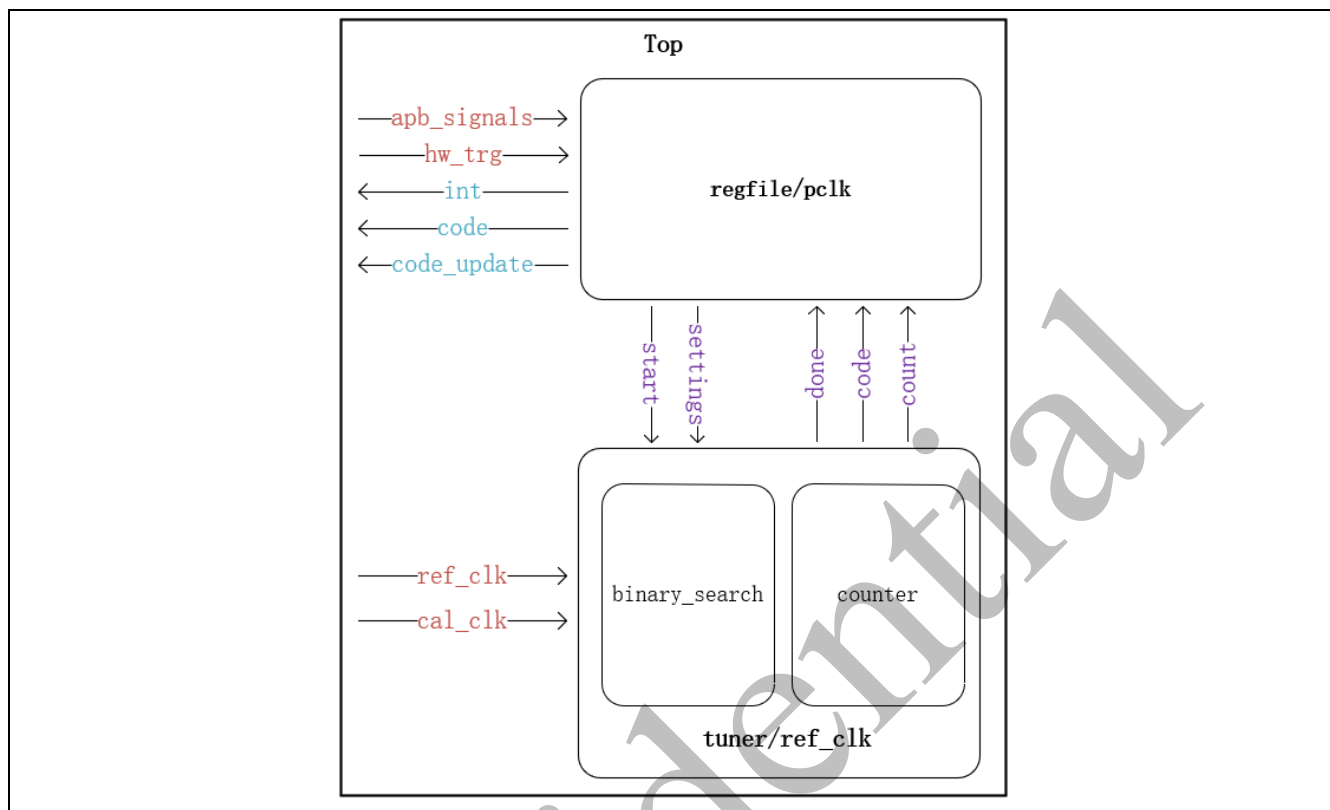 Top
apb_signals
hw_trg
int
code
code_update
regfile/pclk
start
settings
done
code
count
ref_clk
cal_clk
binary_search
counter
tuner/ref_clk
dential